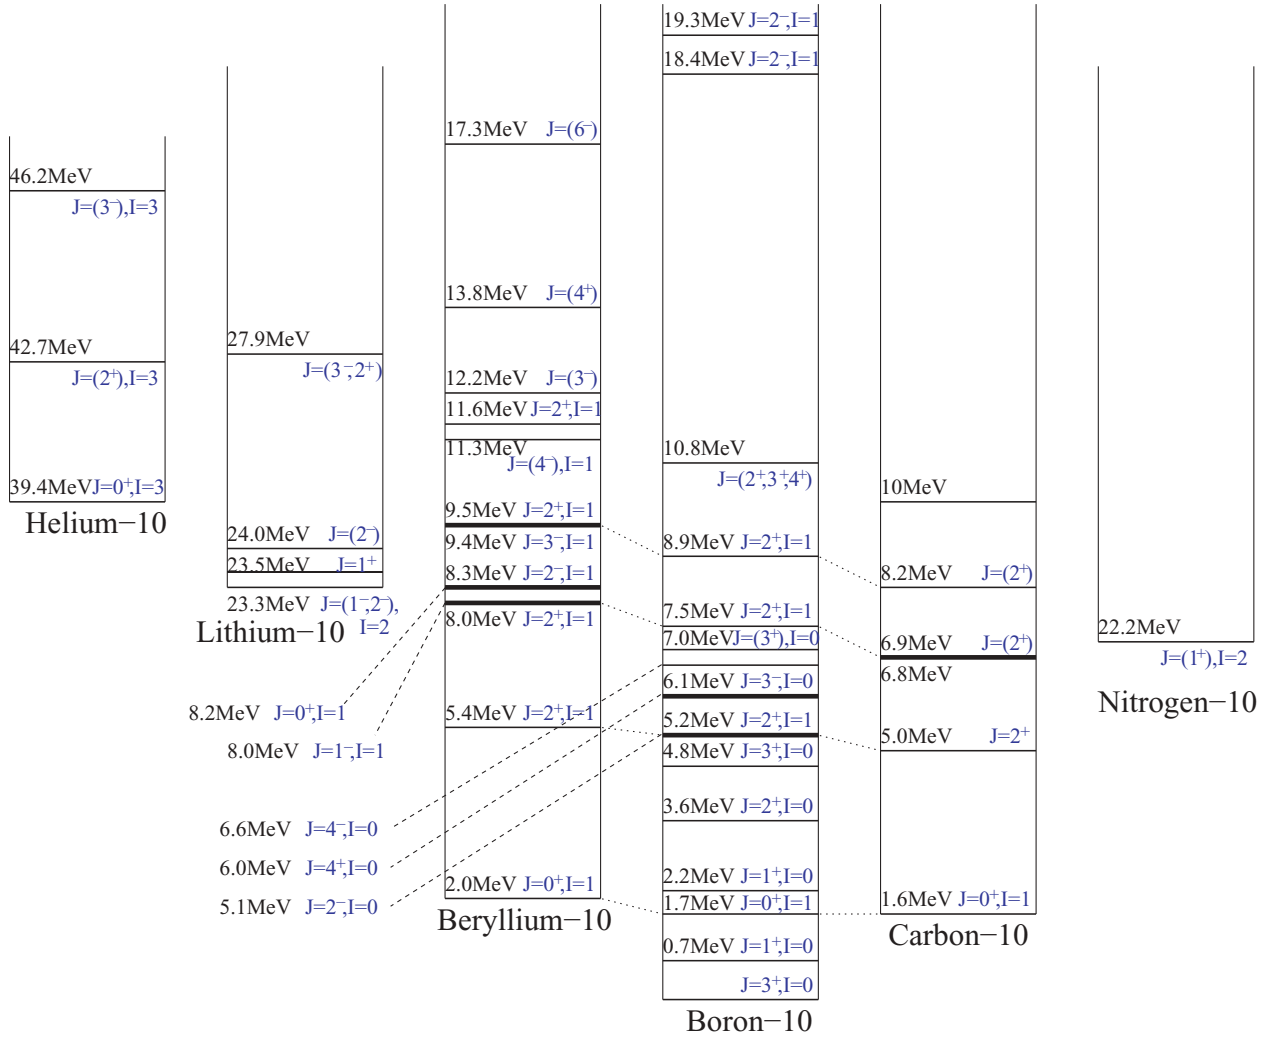 46.2MeV
J=(3⁻),I=3
42.7MeV
J=(2⁺),I=3
39.4MeV J=0⁺,I=3
Helium−10
27.9MeV
J=(3⁻,2⁺)
24.0MeV J=(2⁻)
23.5MeV J=1⁺
23.3MeV J=(1⁻,2⁻),
I=2
Lithium−10
17.3MeV J=(6⁻)
13.8MeV J=(4⁺)
12.2MeV J=(3⁻)
11.6MeV J=2⁺,I=1
11.3MeV
J=(4⁻),I=1
9.5MeV J=2⁺,I=1
9.4MeV J=3⁻,I=1
8.3MeV J=2⁻,I=1
8.0MeV J=2⁺,I=1
8.2MeV J=0⁺,I=1
8.0MeV J=1⁻,I=1
5.4MeV J=2⁺,I=1
2.0MeV J=0⁺,I=1
Beryllium−10
19.3MeV J=2⁻,I=1
18.4MeV J=2⁻,I=1
10.8MeV
J=(2⁺,3⁺,4⁺)
8.9MeV J=2⁺,I=1
7.5MeV J=2⁺,I=1
7.0MeV J=(3⁺),I=0
6.6MeV J=4⁻,I=0
6.1MeV J=3⁻,I=0
6.0MeV J=4⁺,I=0
5.2MeV J=2⁺,I=1
5.1MeV J=2⁻,I=0
4.8MeV J=3⁺,I=0
3.6MeV J=2⁺,I=0
2.2MeV J=1⁺,I=0
1.7MeV J=0⁺,I=1
0.7MeV J=1⁺,I=0
J=3⁺,I=0
Boron−10
10MeV
8.2MeV J=(2⁺)
6.9MeV J=(2⁺)
6.8MeV
5.0MeV J=2⁺
1.6MeV J=0⁺,I=1
Carbon−10
22.2MeV
J=(1⁺),I=2
Nitrogen−10